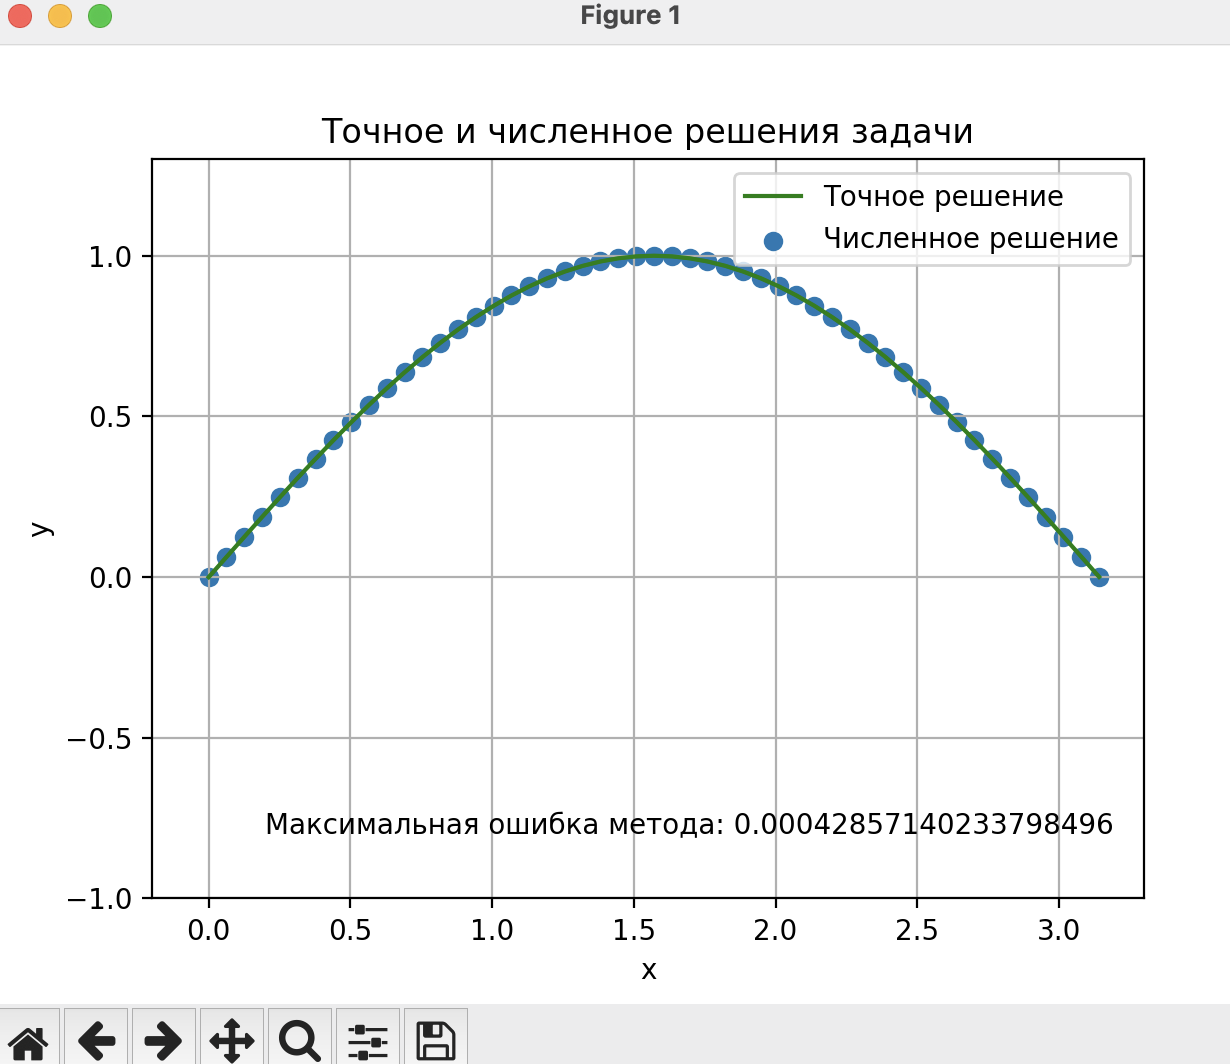 Figure 1
Точное и численное решения задачи
Точное решение
Численное решение
1.0
0.5
0.0
−0.5
−1.0
y
Максимальная ошибка метода: 0.00042857140233798496
0.0 0.5 1.0 1.5 2.0 2.5 3.0
x